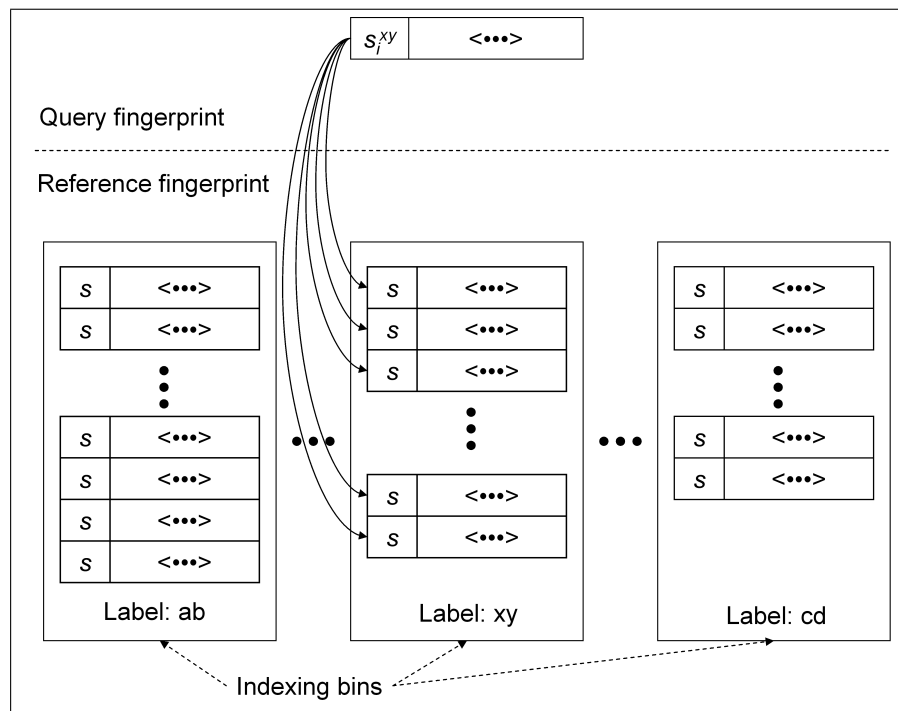 s_i^{xy} <•••>
Query fingerprint
Reference fingerprint
s <•••> s <•••> s <•••>
s <•••> s <•••> s <•••>
s <•••>
s <•••> s <•••>
s <•••> s <•••> s <•••>
s <•••> s <•••>
s <•••>
Label: ab Label: xy Label: cd
Indexing bins